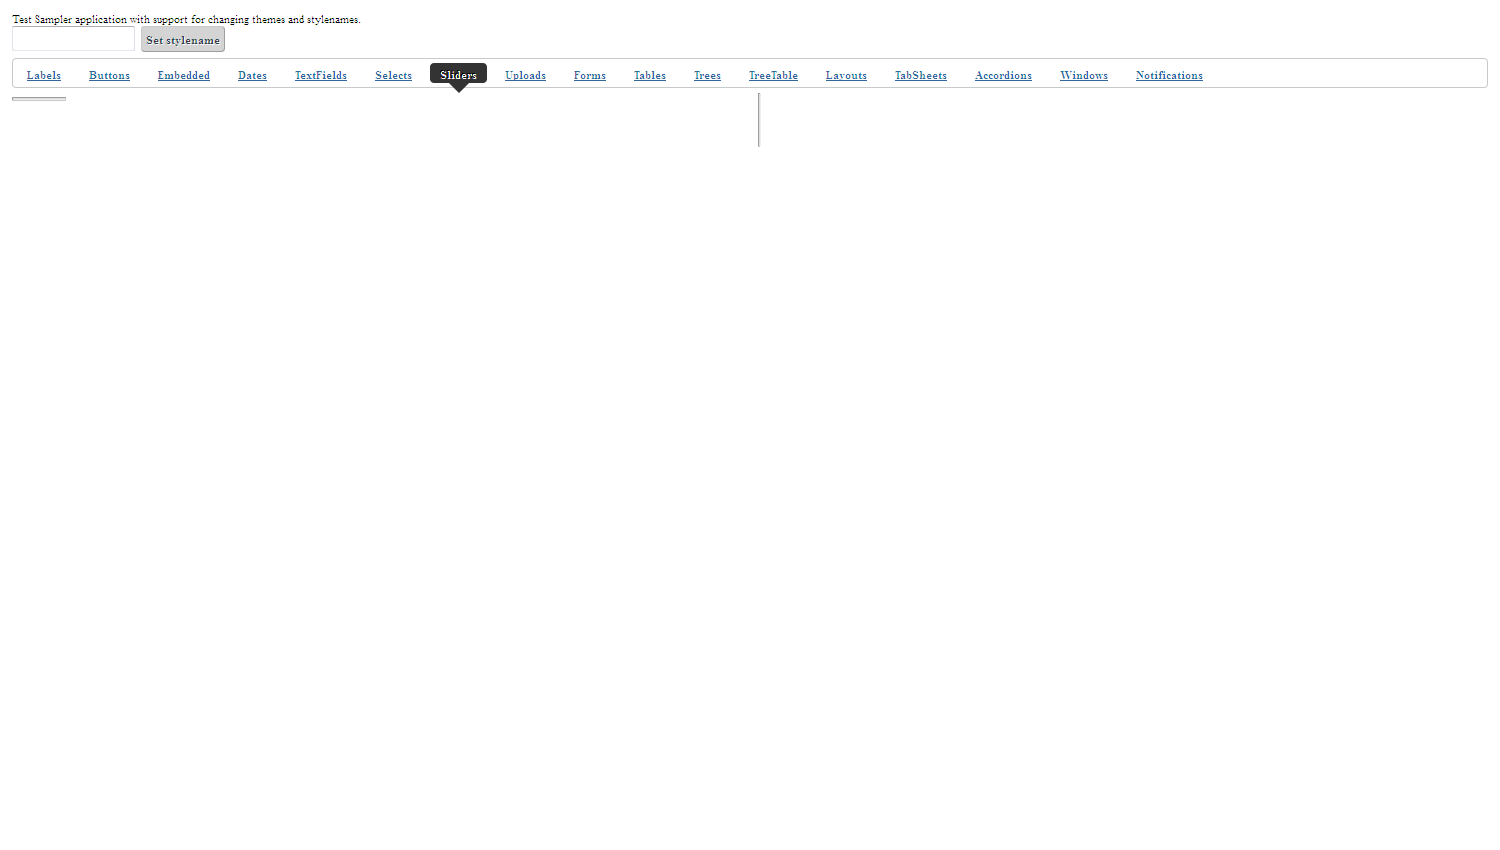 Test Sampler application with support for changing themes and stylenames.
Set stylename
Labels Buttons Embedded Dates TextFields Selects Sliders Uploads Forms Tables Trees TreeTable Layouts TabSheets Accordions Windows Notifications